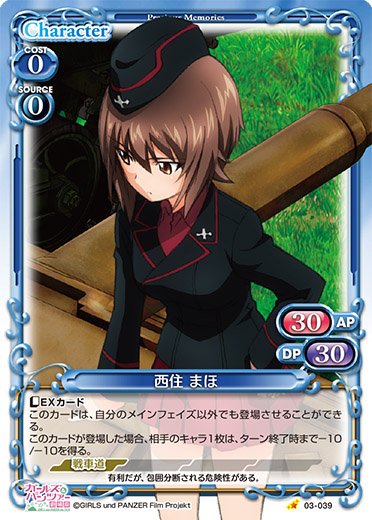 Precious Memories
Character
COST
0
SOURCE
0
30 AP
DP 30
西住 まほ
EXカード
このカードは、自分のメインフェイズ以外でも登場させることができ
る。
このカードが登場した場合、相手のキャラ1枚は、ターン終了時まで－10
/－10を得る。
戦車道
有利だが、包囲分断される危険性がある。
ガールズ&パンツァー
劇場版
©GIRLS und PANZER Film Projekt
03-039